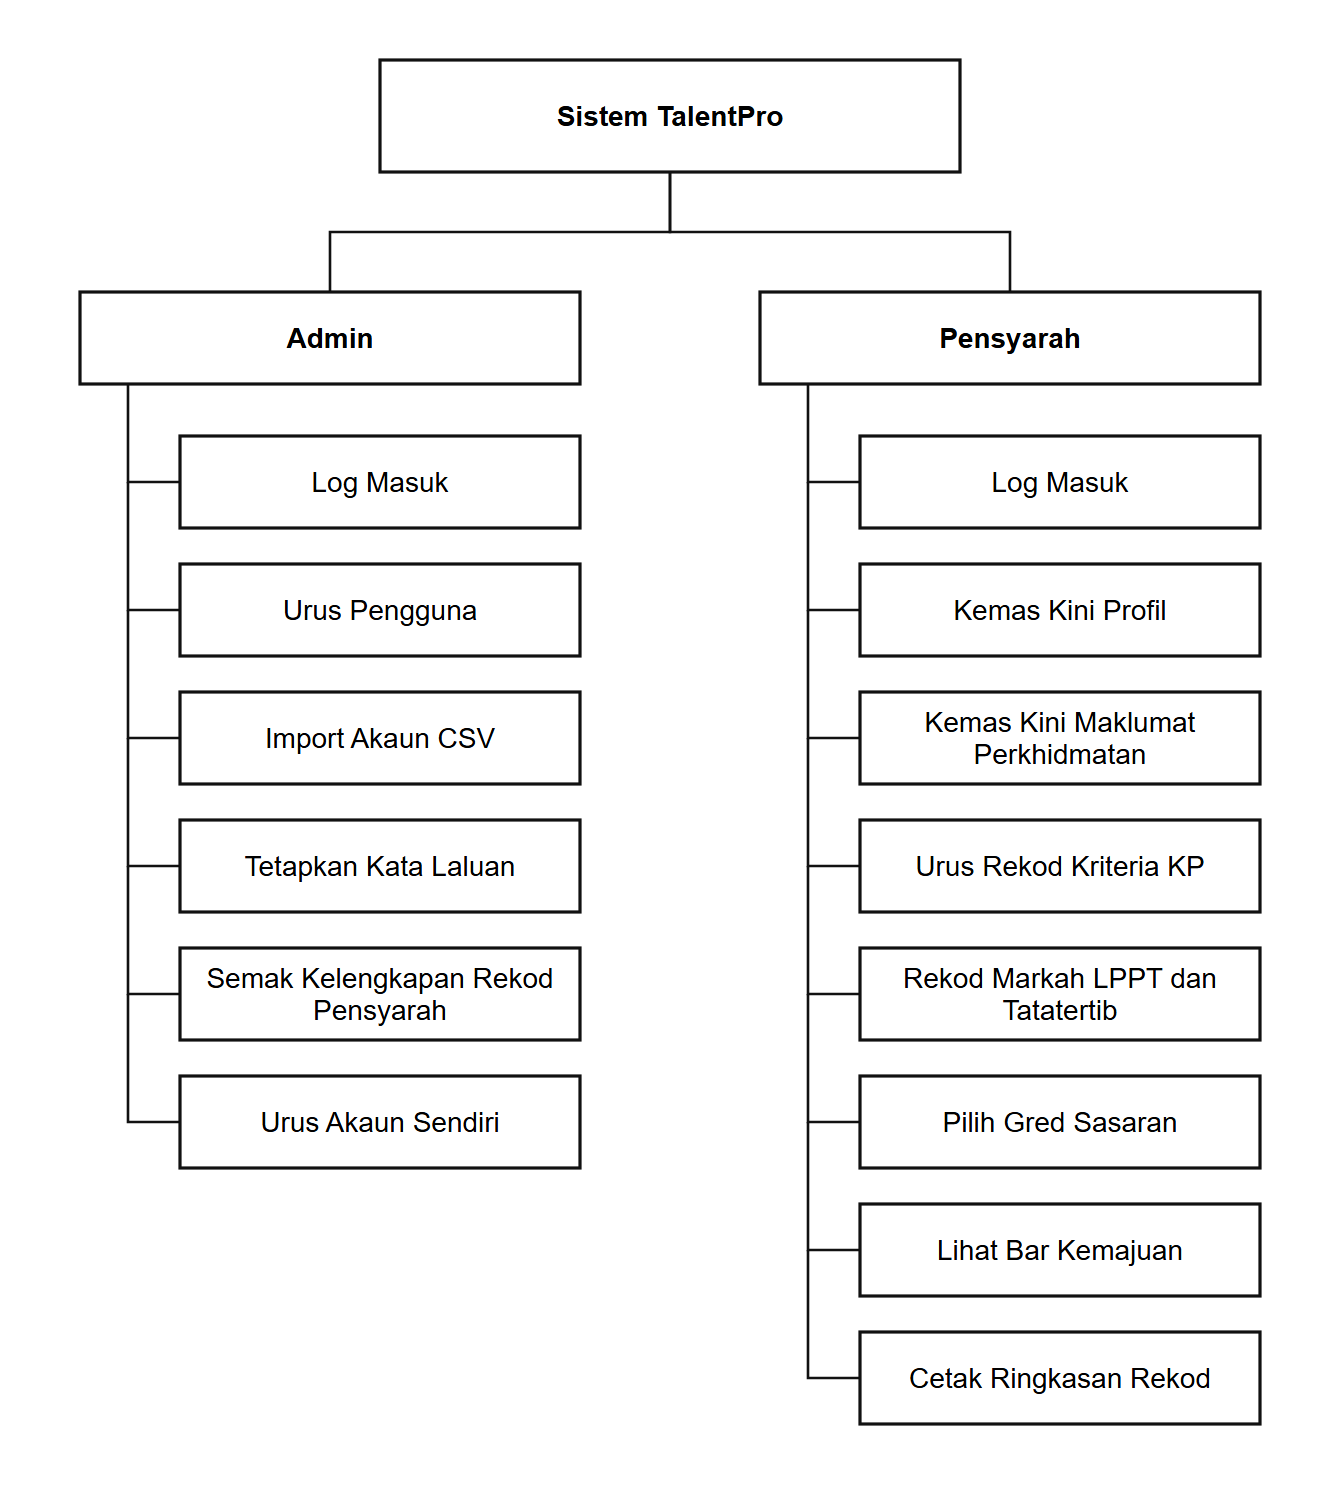 Sistem TalentPro
Admin
Log Masuk
Urus Pengguna
Import Akaun CSV
Tetapkan Kata Laluan
Semak Kelengkapan Rekod
Pensyarah
Urus Akaun Sendiri
Pensyarah
Log Masuk
Kemas Kini Profil
Kemas Kini Maklumat
Perkhidmatan
Urus Rekod Kriteria KP
Rekod Markah LPPT dan
Tatatertib
Pilih Gred Sasaran
Lihat Bar Kemajuan
Cetak Ringkasan Rekod